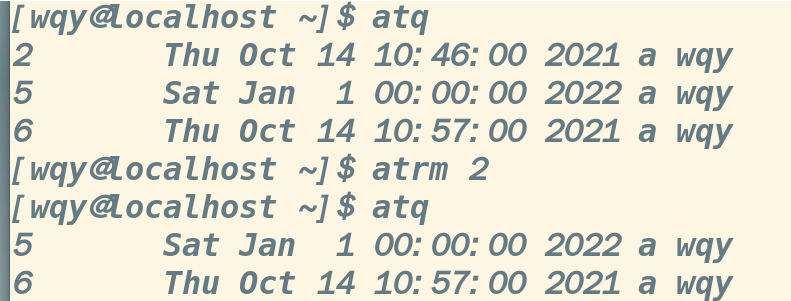 [wqy@localhost ~]$ atq
2       Thu Oct 14 10:46:00 2021 a wqy
5       Sat Jan  1 00:00:00 2022 a wqy
6       Thu Oct 14 10:57:00 2021 a wqy
[wqy@localhost ~]$ atrm 2
[wqy@localhost ~]$ atq
5       Sat Jan  1 00:00:00 2022 a wqy
6       Thu Oct 14 10:57:00 2021 a wqy